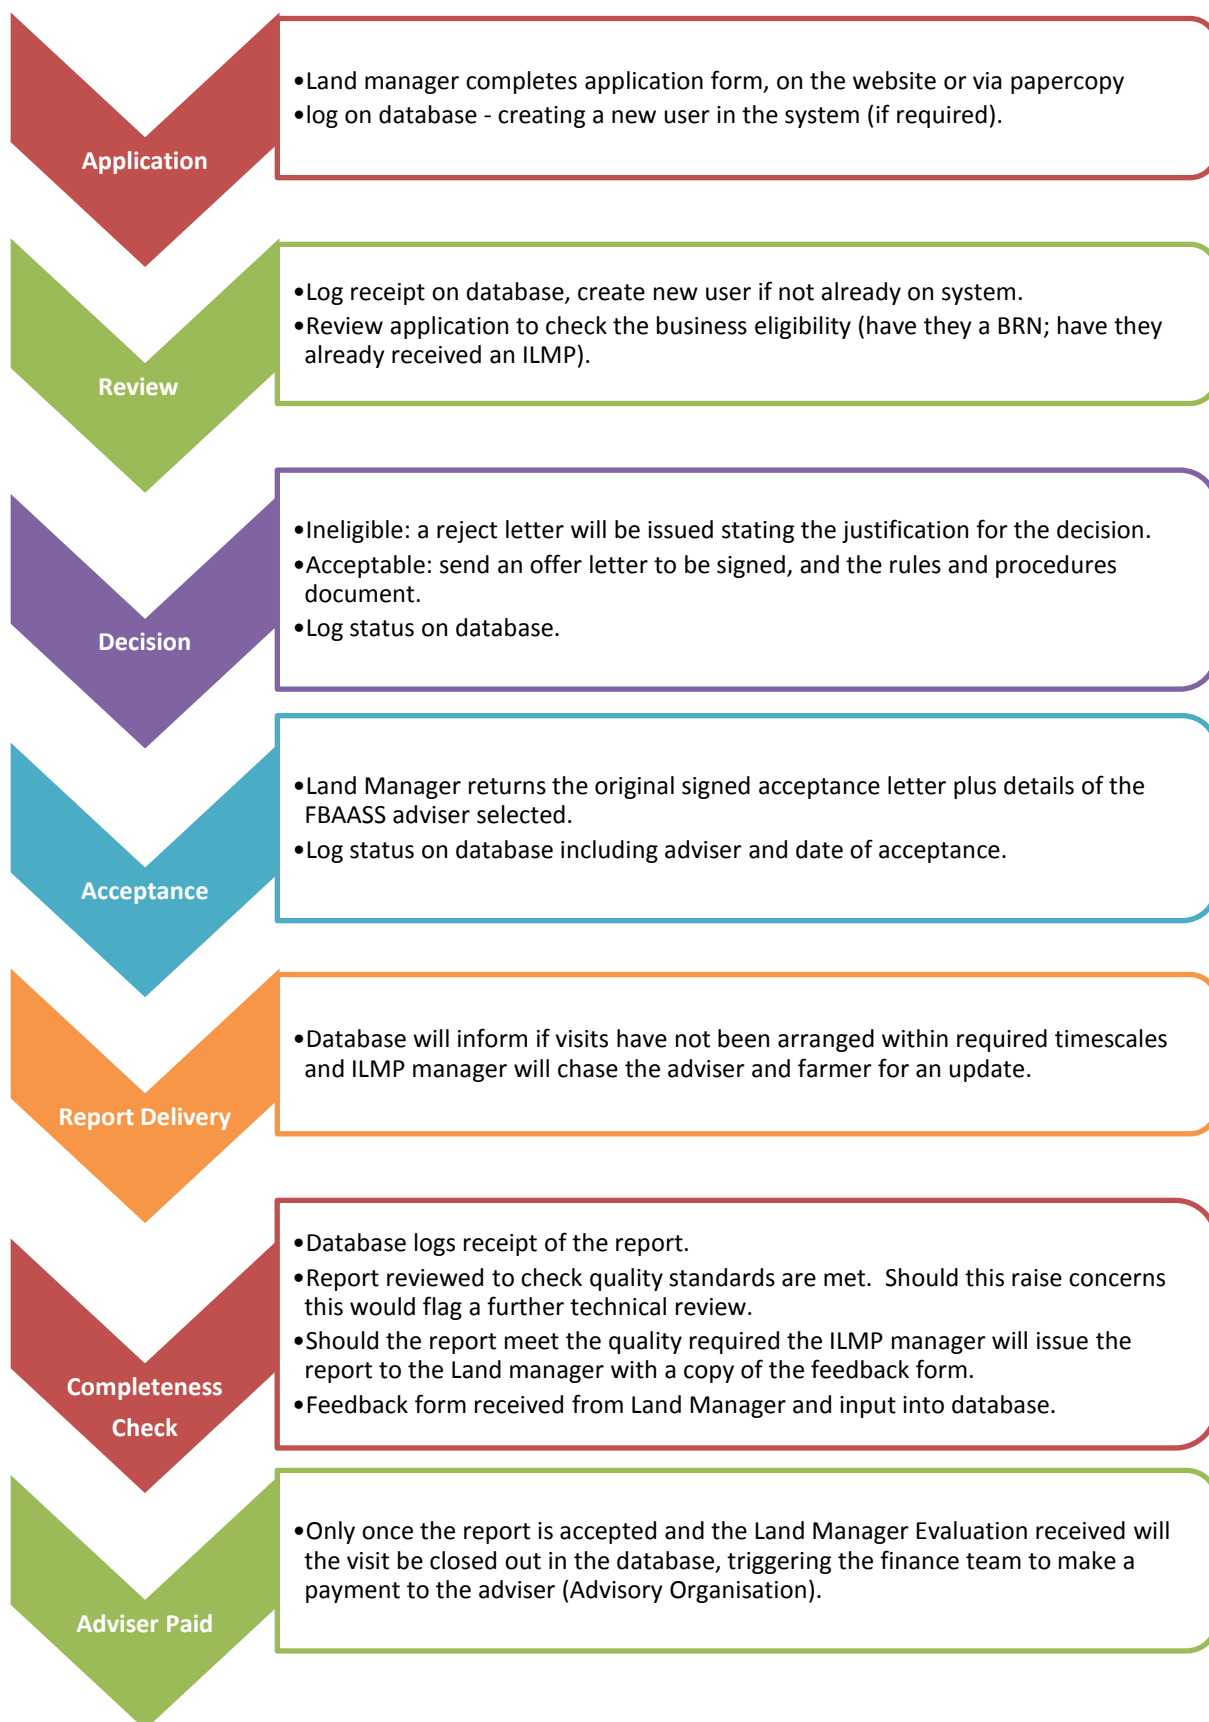 Application
•Land manager completes application form, on the website or via papercopy
•log on database - creating a new user in the system (if required).
Review
•Log receipt on database, create new user if not already on system.
•Review application to check the business eligibility (have they a BRN; have they
already received an ILMP).
Decision
•Ineligible: a reject letter will be issued stating the justification for the decision.
•Acceptable: send an offer letter to be signed, and the rules and procedures
document.
•Log status on database.
Acceptance
•Land Manager returns the original signed acceptance letter plus details of the
FBAASS adviser selected.
•Log status on database including adviser and date of acceptance.
Report Delivery
•Database will inform if visits have not been arranged within required timescales
and ILMP manager will chase the adviser and farmer for an update.
Completeness
Check
•Database logs receipt of the report.
•Report reviewed to check quality standards are met.  Should this raise concerns
this would flag a further technical review.
•Should the report meet the quality required the ILMP manager will issue the
report to the Land manager with a copy of the feedback form.
•Feedback form received from Land Manager and input into database.
Adviser Paid
•Only once the report is accepted and the Land Manager Evaluation received will
the visit be closed out in the database, triggering the finance team to make a
payment to the adviser (Advisory Organisation).